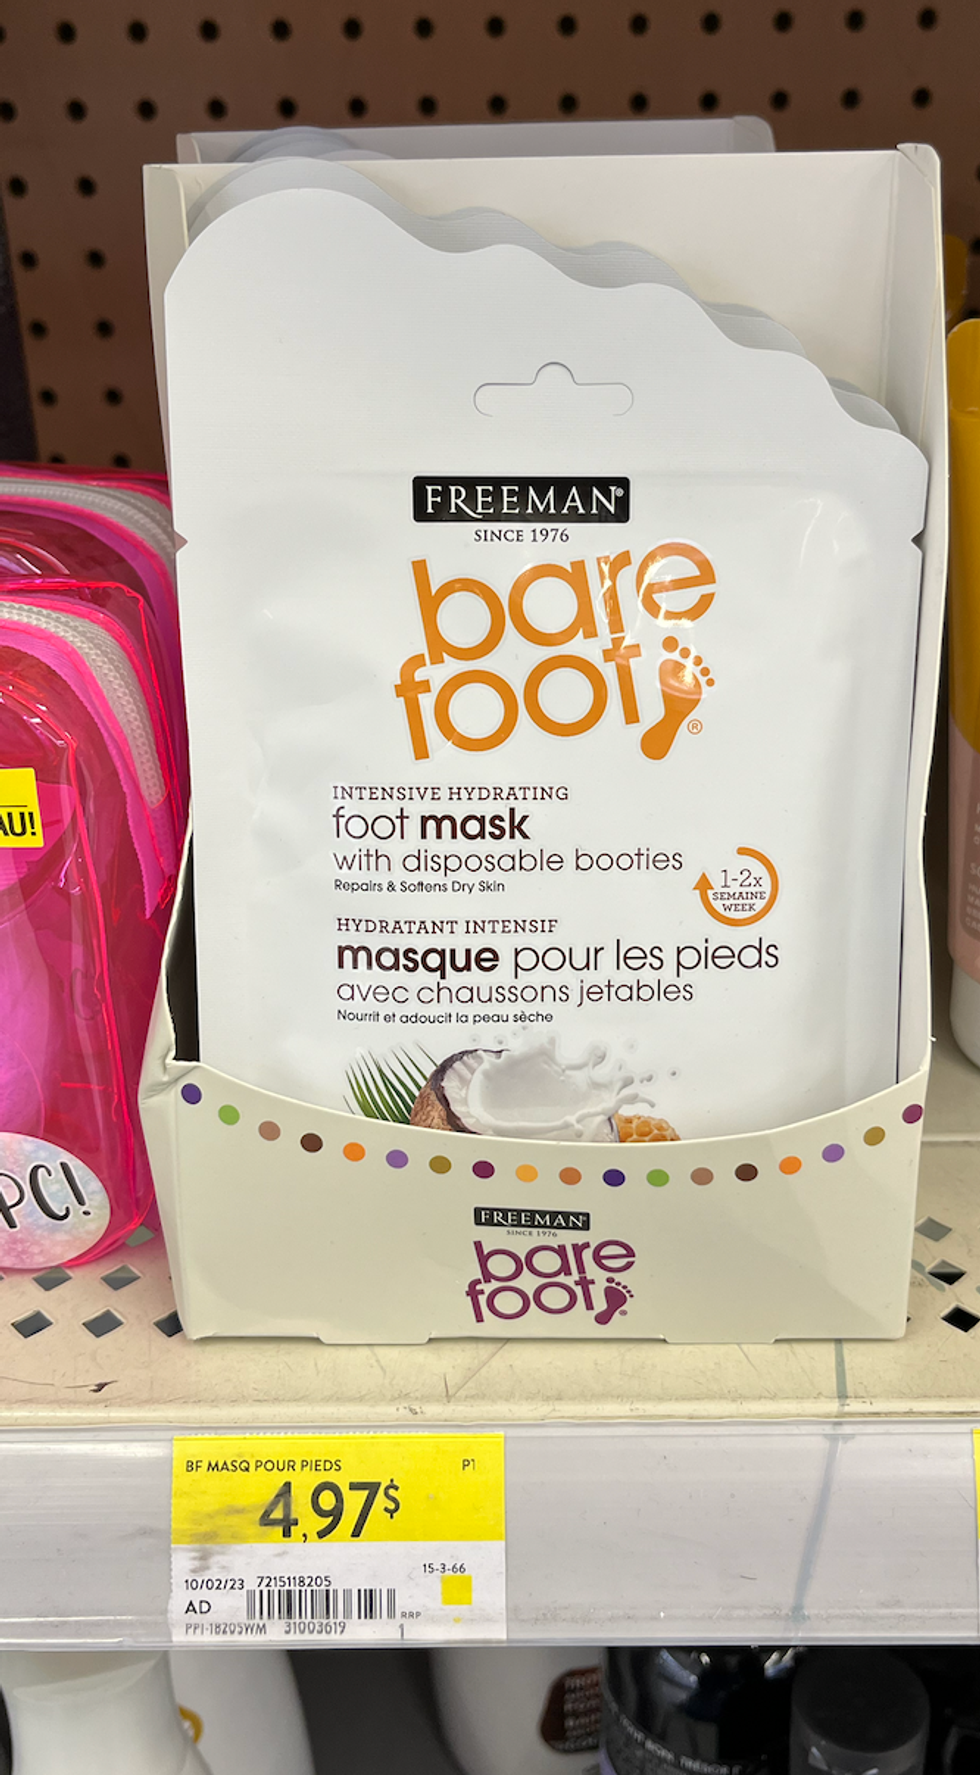 FREEMAN®
SINCE 1976
bare
foot®
INTENSIVE HYDRATING
foot mask
with disposable booties
Repairs & Softens Dry Skin
1-2x
SEMAINE
WEEK
HYDRATANT INTENSIF
masque pour les pieds
avec chaussons jetables
Nourrit et adoucit la peau sèche
AU!
PC!
FREEMAN
SINCE 1976
bare
foot
BF MASQ POUR PIEDS P1
4,97$
15-3-66
10/02/23 7215118205
AD
RRP
PPI-18205WM 31003619 1